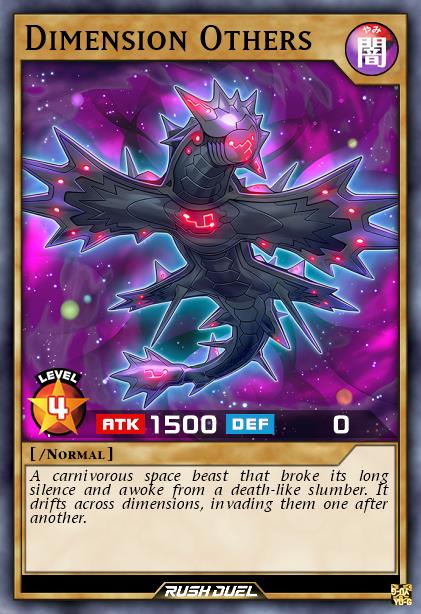 DIMENSION OTHERS
やみ
闇
LEVEL
4
ATK 1500 DEF 0
[/NORMAL]
A carnivorous space beast that broke its long
silence and awoke from a death-like slumber. It
drifts across dimensions, invading them one after
another.
RUSH DUEL